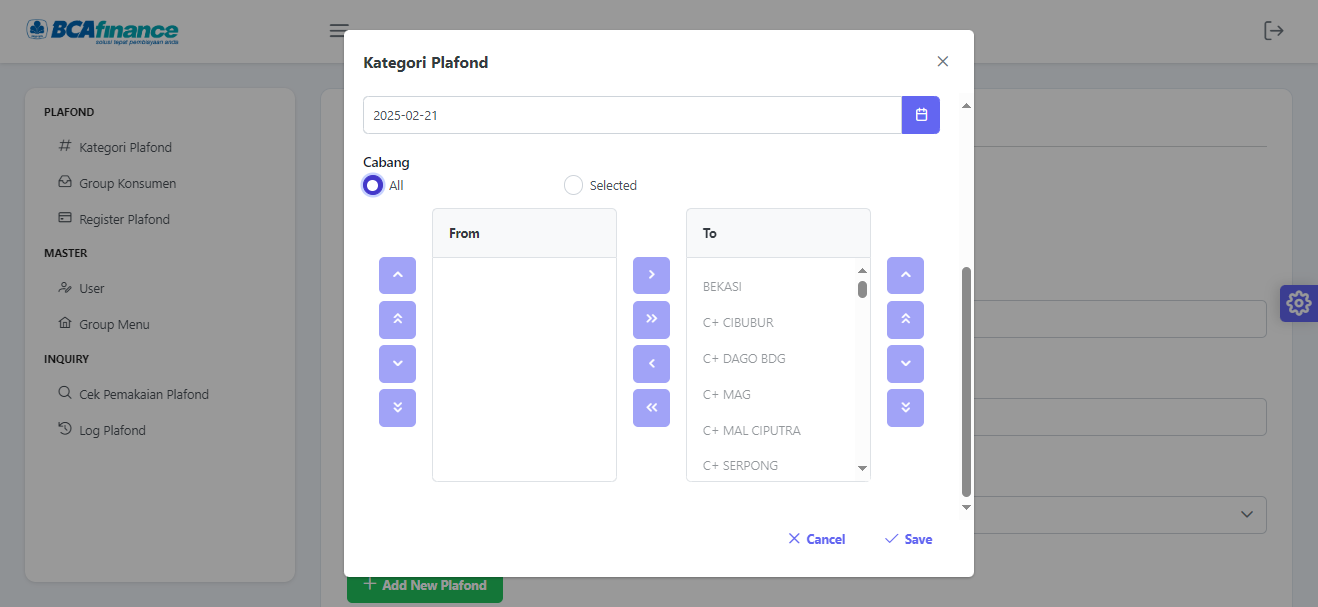 BCAfinance
solusi tepat pembiayaan anda
PLAFOND
Kategori Plafond
Group Konsumen
Register Plafond
MASTER
User
Group Menu
INQUIRY
Cek Pemakaian Plafond
Log Plafond
Kategori Plafond
2025-02-21
Cabang
All
Selected
From
To
BEKASI
C+ CIBUBUR
C+ DAGO BDG
C+ MAG
C+ MAL CIPUTRA
C+ SERPONG
Cancel
Save
Add New Plafond